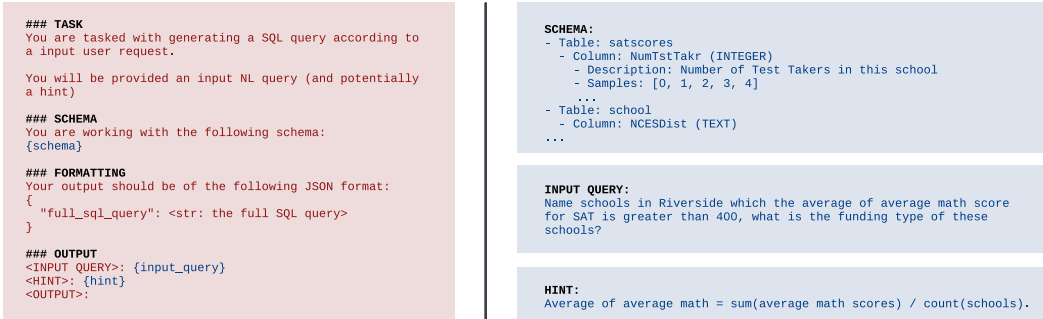 ### TASK
You are tasked with generating a SQL query according to
a input user request.
You will be provided an input NL query (and potentially
a hint)
### SCHEMA
You are working with the following schema:
{schema}
### FORMATTING
Your output should be of the following JSON format:
{
"full_sql_query": <str: the full SQL query>
}
### OUTPUT
<INPUT QUERY>: {input_query}
<HINT>: {hint}
<OUTPUT>:
SCHEMA:
- Table: satscores
- Column: NumTstTakr (INTEGER)
- Description: Number of Test Takers in this school
- Samples: [0, 1, 2, 3, 4]
...
- Table: school
- Column: NCESDist (TEXT)
...
INPUT QUERY:
Name schools in Riverside which the average of average math score
for SAT is greater than 400, what is the funding type of these
schools?
HINT:
Average of average math = sum(average math scores) / count(schools).